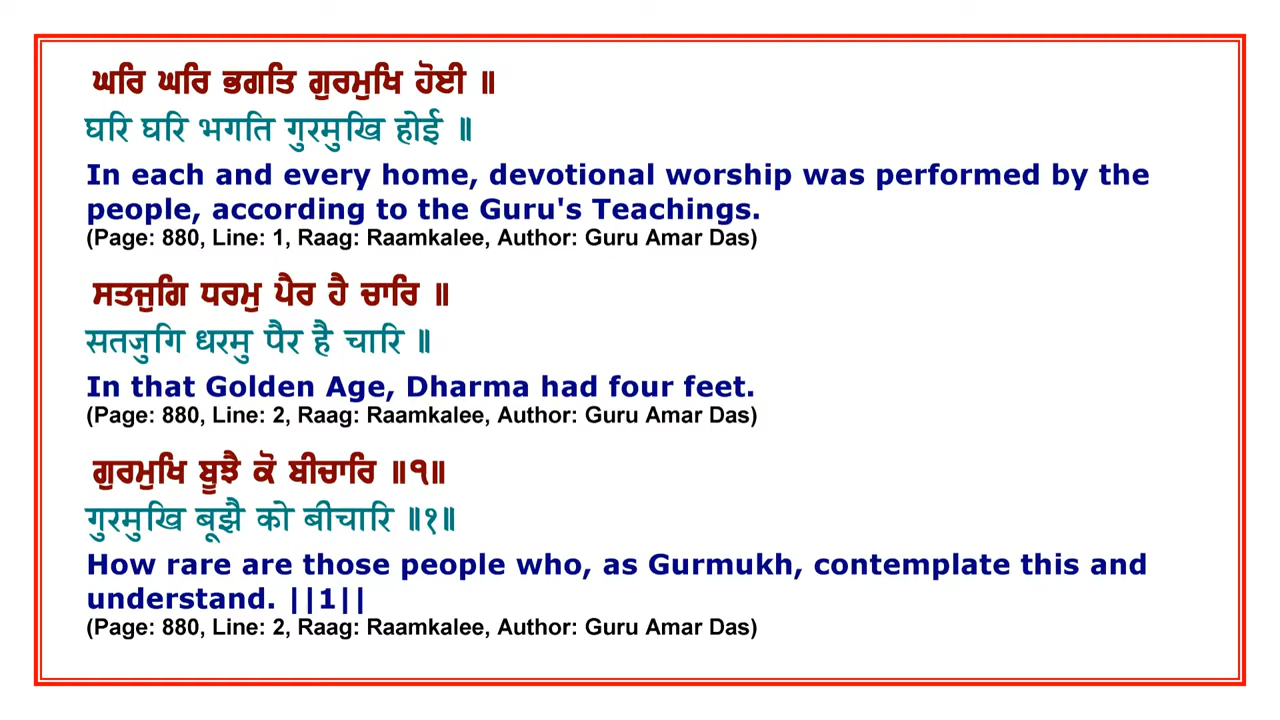 ਘਰਿ ਘਰਿ ਭਗਤਿ ਗੁਰਮੁਖਿ ਹੋਈ ॥
घरि घरि भगति गुरमुखि होई ॥
In each and every home, devotional worship was performed by the
people, according to the Guru's Teachings.
(Page: 880, Line: 1, Raag: Raamkalee, Author: Guru Amar Das)
ਸਤਜੁਗਿ ਧਰਮੁ ਪੈਰ ਹੈ ਚਾਰਿ ॥
सतजुगि धरमु पैर है चारि ॥
In that Golden Age, Dharma had four feet.
(Page: 880, Line: 2, Raag: Raamkalee, Author: Guru Amar Das)
ਗੁਰਮੁਖਿ ਬੂਝੈ ਕੋ ਬੀਚਾਰਿ ॥੧॥
गुरमुखि बूझै को बीचारि ॥१॥
How rare are those people who, as Gurmukh, contemplate this and
understand. ||1||
(Page: 880, Line: 2, Raag: Raamkalee, Author: Guru Amar Das)